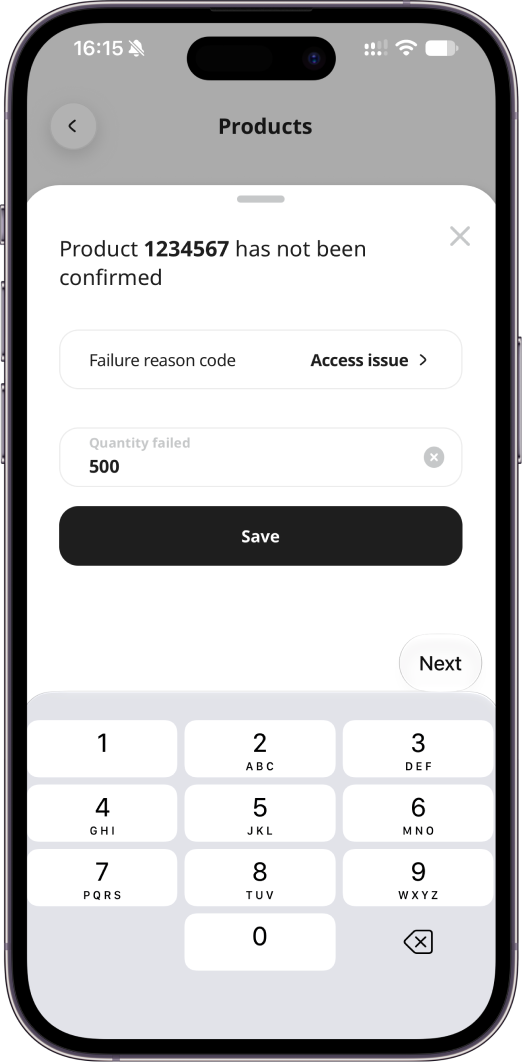 16:15
Products
Product 1234567 has not been
confirmed
Failure reason code Access issue
Quantity failed
500
Save
Next
1 2 3
ABC DEF
4 5 6
GHI JKL MNO
7 8 9
PQRS TUV WXYZ
0